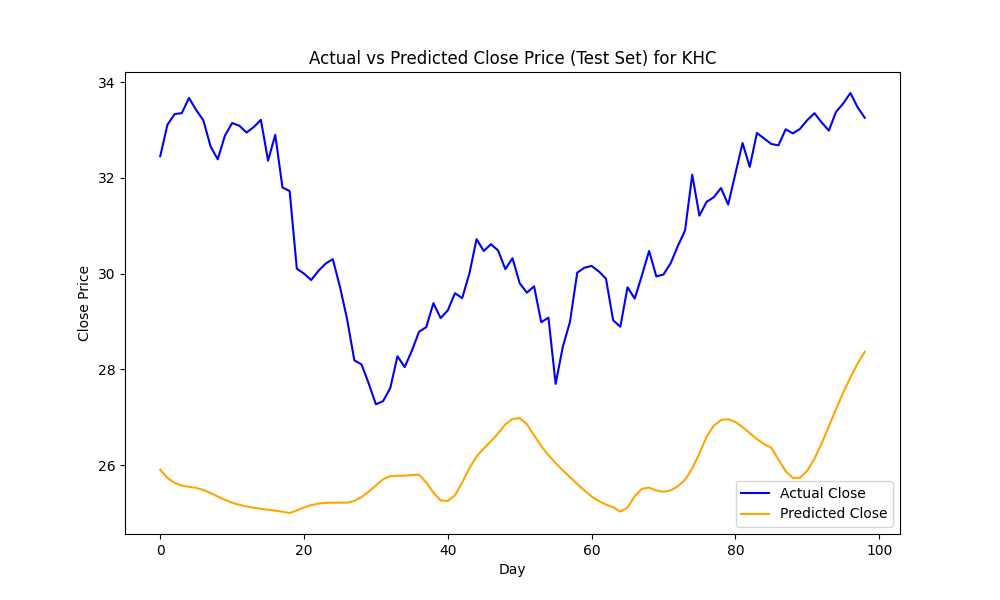 Actual vs Predicted Close Price (Test Set) for KHC
34
32
30
28
26
Close Price
0
20
40
60
80
100
Day
Actual Close
Predicted Close